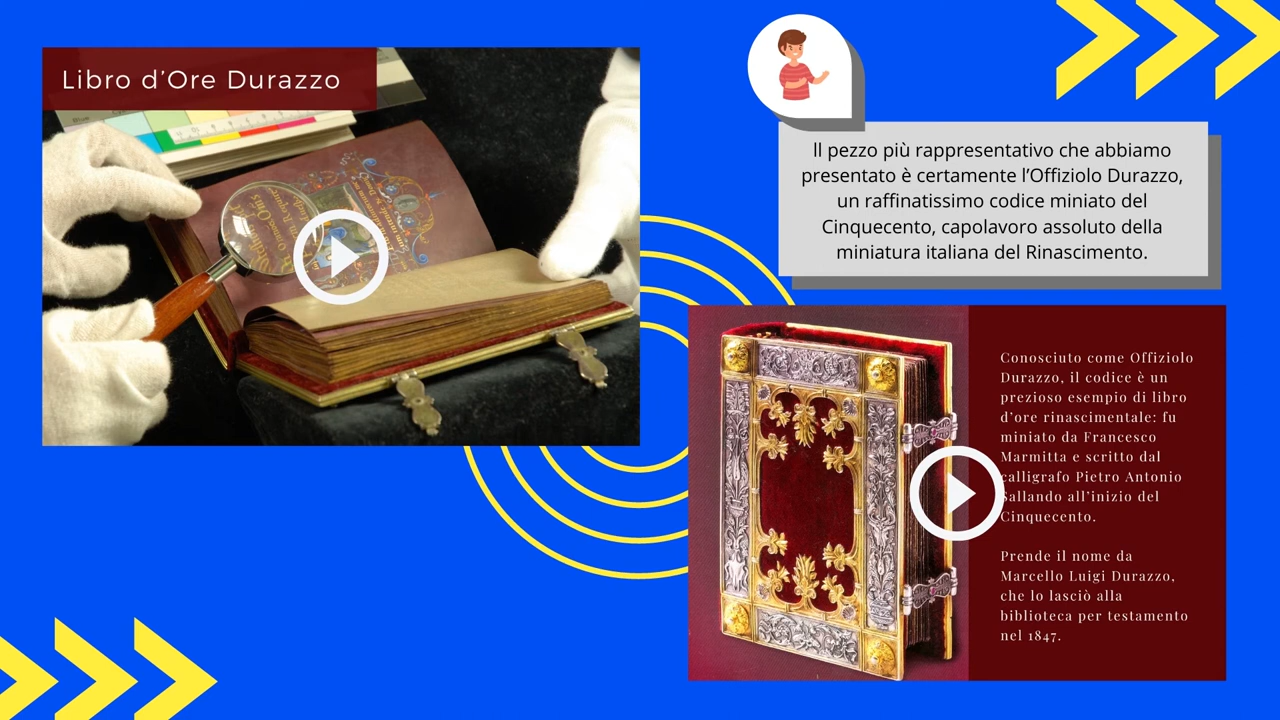 Libro d'Ore Durazzo
Il pezzo più rappresentativo che abbiamo
presentato è certamente l'Offiziolo Durazzo,
un raffinatissimo codice miniato del
Cinquecento, capolavoro assoluto della
miniatura italiana del Rinascimento.
Conosciuto come Offiziolo
Durazzo, il codice è un
prezioso esempio di libro
d'ore rinascimentale: fu
miniato da Francesco
Marmitta e scritto dal
calligrafo Pietro Antonio
Sallando all'inizio del
Cinquecento.
Prende il nome da
Marcello Luigi Durazzo,
che lo lasciò alla
biblioteca per testamento
nel 1847.